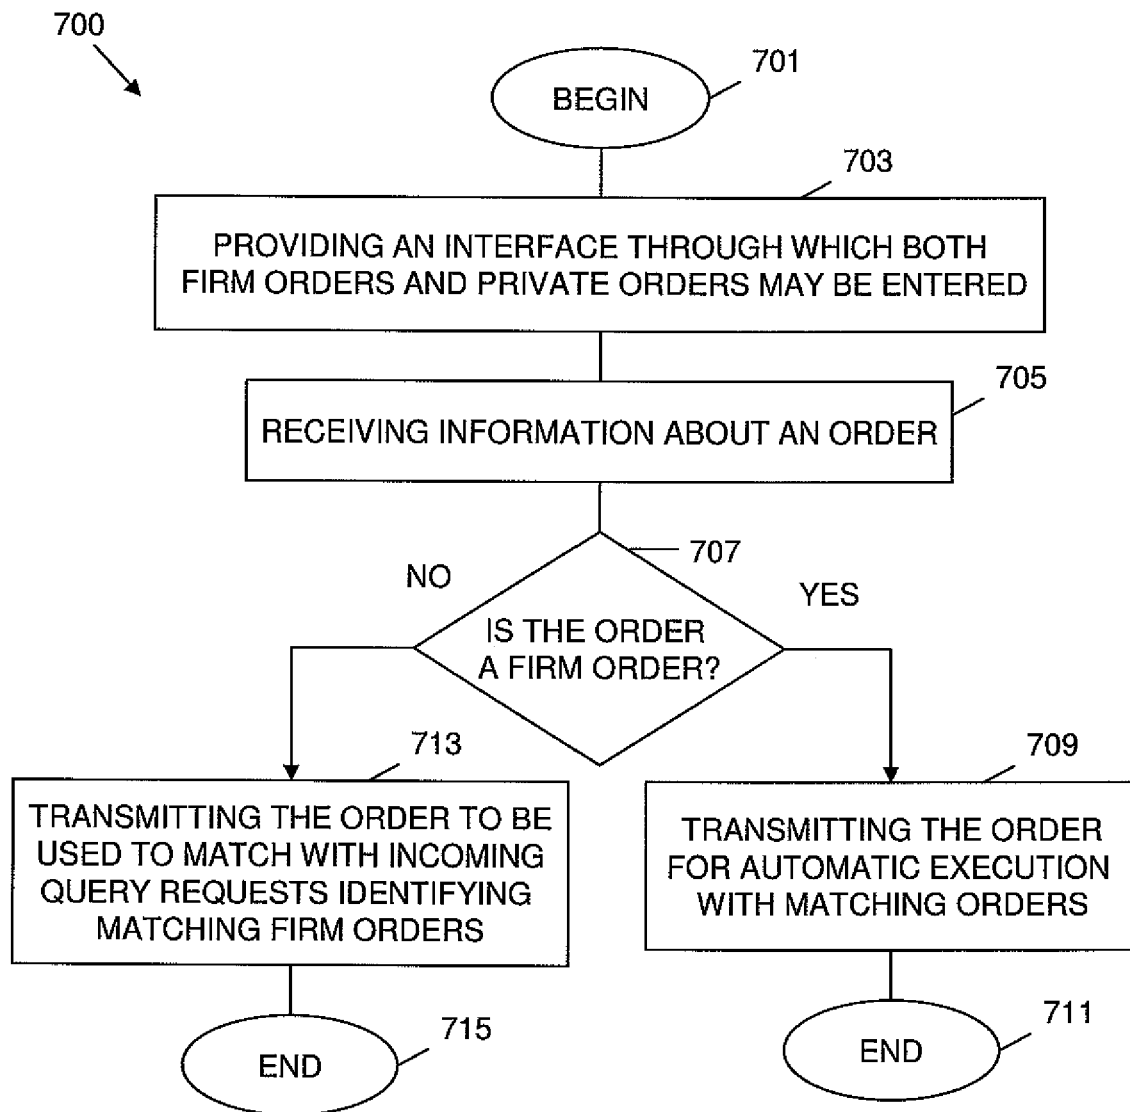 700
701
BEGIN
703
PROVIDING AN INTERFACE THROUGH WHICH BOTH
FIRM ORDERS AND PRIVATE ORDERS MAY BE ENTERED
705
RECEIVING INFORMATION ABOUT AN ORDER
707
NO
YES
IS THE ORDER
A FIRM ORDER?
713
TRANSMITTING THE ORDER TO BE
USED TO MATCH WITH INCOMING
QUERY REQUESTS IDENTIFYING
MATCHING FIRM ORDERS
709
TRANSMITTING THE ORDER
FOR AUTOMATIC EXECUTION
WITH MATCHING ORDERS
715
END
711
END